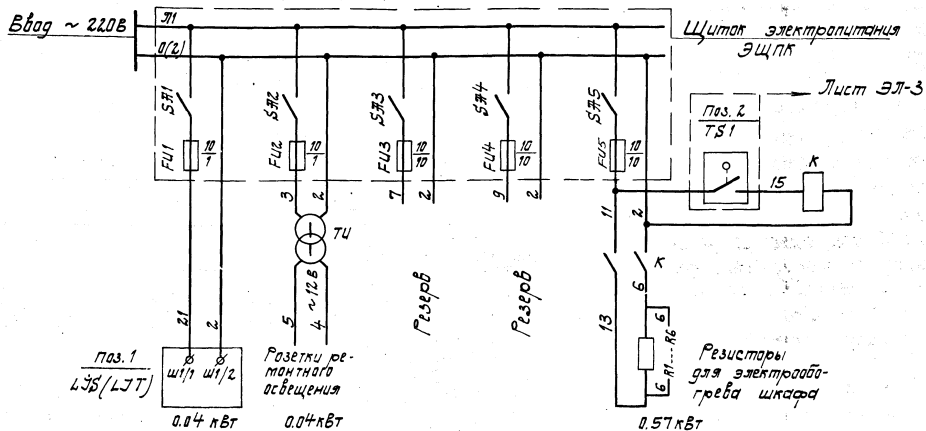 Ввод ~ 220В
Л1
0(2)
Щиток электропитания
ЭЩПК
SA1
SA2
SA3
SA4
SA5
FU1
10
1
FU2
10
1
FU3
10
10
FU4
10
10
FU5
10
10
Поз. 2
TS1
Лист ЭЛ-3
К
15
3
2
7
2
9
2
11
2
TU
К
6
21
2
5
4 ~12В
Резерв
Резерв
13
6
R1....R6
6
Поз. 1
LJS(LJT)
Ш1/1
Ш1/2
0.04 кВт
Розетки ре-
монтного
освещения
0.04кВт
Резисторы
для электрообо-
грева шкафа
0.57кВт